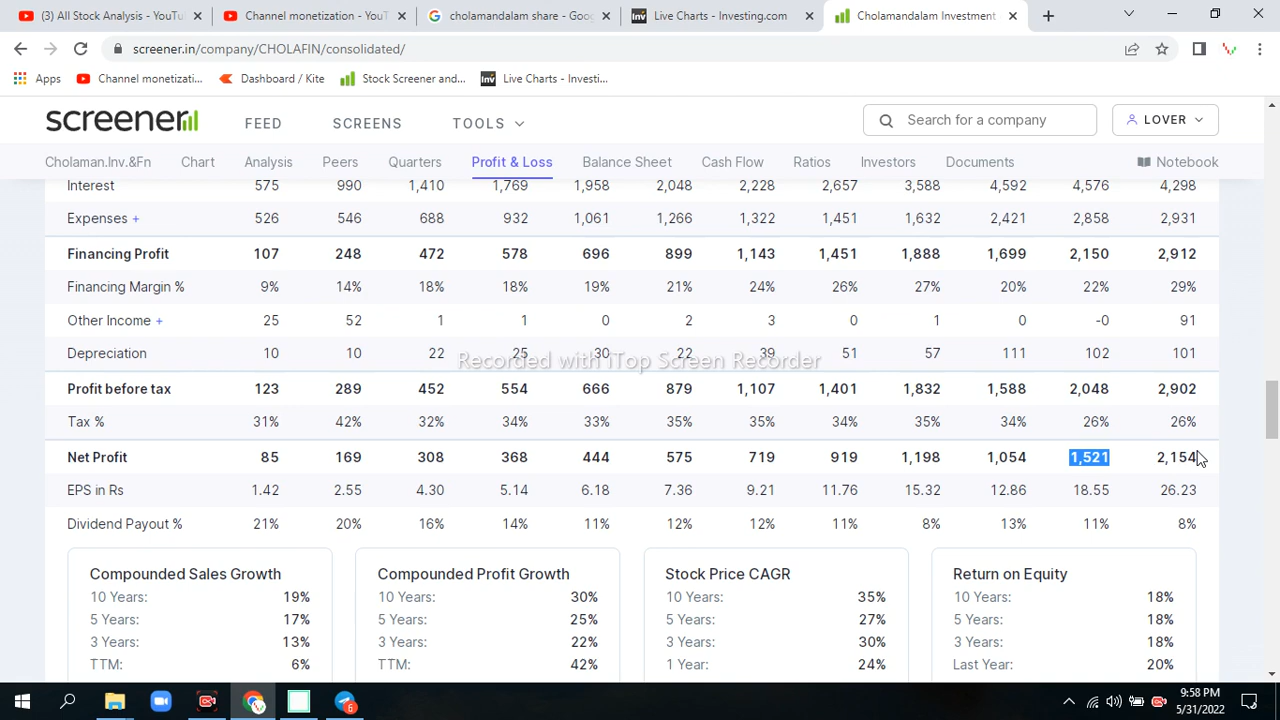 (3) All Stock Analysis - YouTu
Channel monetization - YouT
cholamandalam share - Goog
Live Charts - Investing.com
Cholamandalam Investment
screener.in/company/CHOLAFIN/consolidated/
Apps
Channel monetizati...
Dashboard / Kite
Stock Screener and...
Live Charts - Investi...
screener
FEED
SCREENS
TOOLS
Search for a company
LOVER
Cholaman.Inv.&Fn
Chart
Analysis
Peers
Quarters
Profit & Loss
Balance Sheet
Cash Flow
Ratios
Investors
Documents
Notebook
Interest 575 990 1,410 1,769 1,958 2,048 2,228 2,657 3,588 4,592 4,576 4,298
Expenses + 526 546 688 932 1,061 1,266 1,322 1,451 1,632 2,421 2,858 2,931
Financing Profit 107 248 472 578 696 899 1,143 1,451 1,888 1,699 2,150 2,912
Financing Margin % 9% 14% 18% 18% 19% 21% 24% 26% 27% 20% 22% 29%
Other Income + 25 52 1 1 0 2 3 0 1 0 -0 91
Depreciation 10 10 22 25 30 22 39 51 57 111 102 101
Recorded with iTop Screen Recorder
Profit before tax 123 289 452 554 666 879 1,107 1,401 1,832 1,588 2,048 2,902
Tax % 31% 42% 32% 34% 33% 35% 35% 34% 35% 34% 26% 26%
Net Profit 85 169 308 368 444 575 719 919 1,198 1,054 1,521 2,154
EPS in Rs 1.42 2.55 4.30 5.14 6.18 7.36 9.21 11.76 15.32 12.86 18.55 26.23
Dividend Payout % 21% 20% 16% 14% 11% 12% 12% 11% 8% 13% 11% 8%
Compounded Sales Growth
10 Years: 19%
5 Years: 17%
3 Years: 13%
TTM: 6%
Compounded Profit Growth
10 Years: 30%
5 Years: 25%
3 Years: 22%
TTM: 42%
Stock Price CAGR
10 Years: 35%
5 Years: 27%
3 Years: 30%
1 Year: 24%
Return on Equity
10 Years: 18%
5 Years: 18%
3 Years: 18%
Last Year: 20%
9:58 PM
5/31/2022